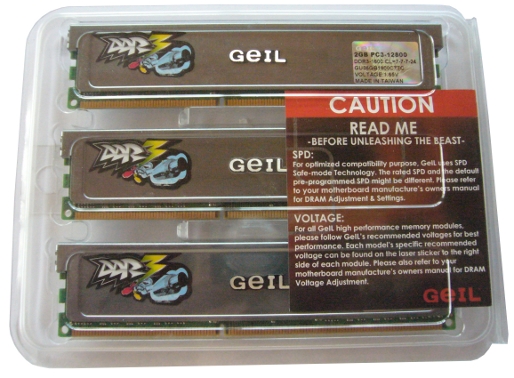 DDR3
GeIL
2GB PC3-12800
VOLTAGE 1.65V
MADE IN TAIWAN
CAUTION
READ ME
-BEFORE UNLEASHING THE BEAST-
DDR3
GeIL
SPD:
For optimized compatibility purpose. GeIL uses SPD
Safe-mode Technology. The rated SPD and the default
pre-programmed SPD might be different. Please refer
to your motherboard manufacture's owners manual
for DRAM Adjustment & Settings.
VOLTAGE:
For all GeIL high performance memory modules,
please follow GeIL's recommended voltages for best
performance. Each model's specific recommended
voltage can be found on the laser sticker to the right
side of each module. Please also refer to your
motherboard manufacture's owners manual for DRAM
Voltage Adjustment.
GeIL
DDR3
GeIL